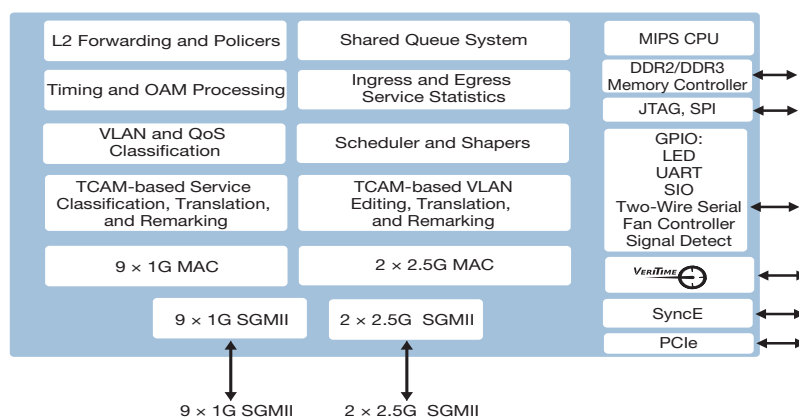 L2 Forwarding and Policers
Shared Queue System
MIPS CPU
Timing and OAM Processing
Ingress and Egress
Service Statistics
DDR2/DDR3
Memory Controller
JTAG, SPI
VLAN and QoS
Classification
Scheduler and Shapers
GPIO:
LED
UART
SIO
Two-Wire Serial
Fan Controller
Signal Detect
TCAM-based Service
Classification, Translation,
and Remarking
TCAM-based VLAN
Editing, Translation,
and Remarking
9 × 1G MAC
2 × 2.5G MAC
VERITIME
9 × 1G SGMII
2 × 2.5G SGMII
SyncE
PCIe
9 × 1G SGMII
2 × 2.5G SGMII